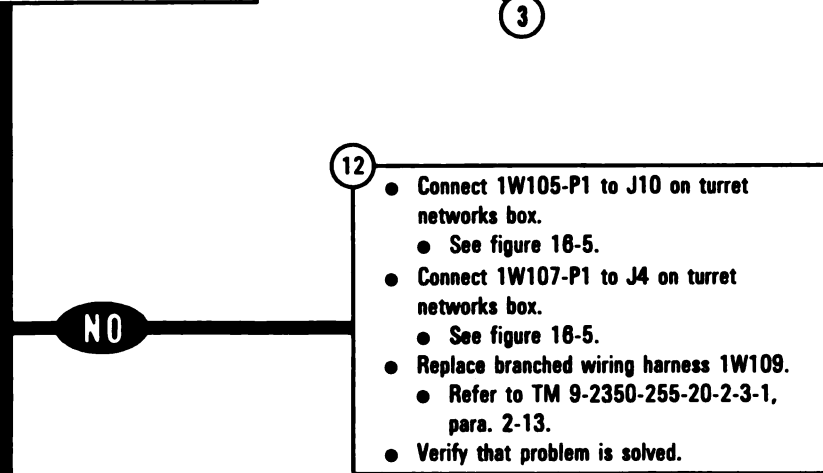 3
12
● Connect 1W105-P1 to J10 on turret
networks box.
● See figure 16-5.
● Connect 1W107-P1 to J4 on turret
networks box.
● See figure 16-5.
NO
● Replace branched wiring harness 1W109.
● Refer to TM 9-2350-255-20-2-3-1,
para. 2-13.
● Verify that problem is solved.